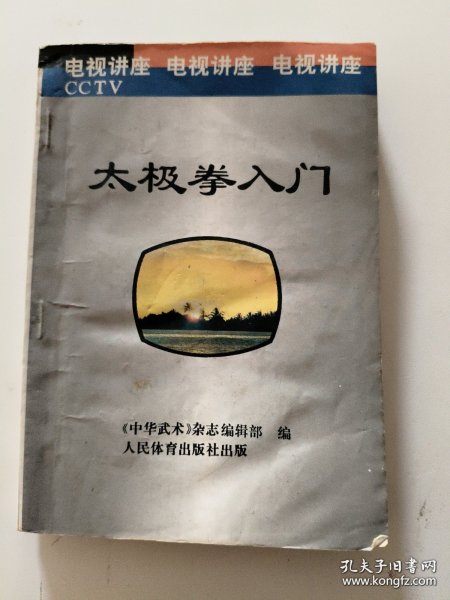 电视讲座 电视讲座 电视讲座
CCTV
太极拳入门
《中华武术》杂志编辑部 编
人民体育出版社出版
孔夫子旧书网
www.kongfz.com